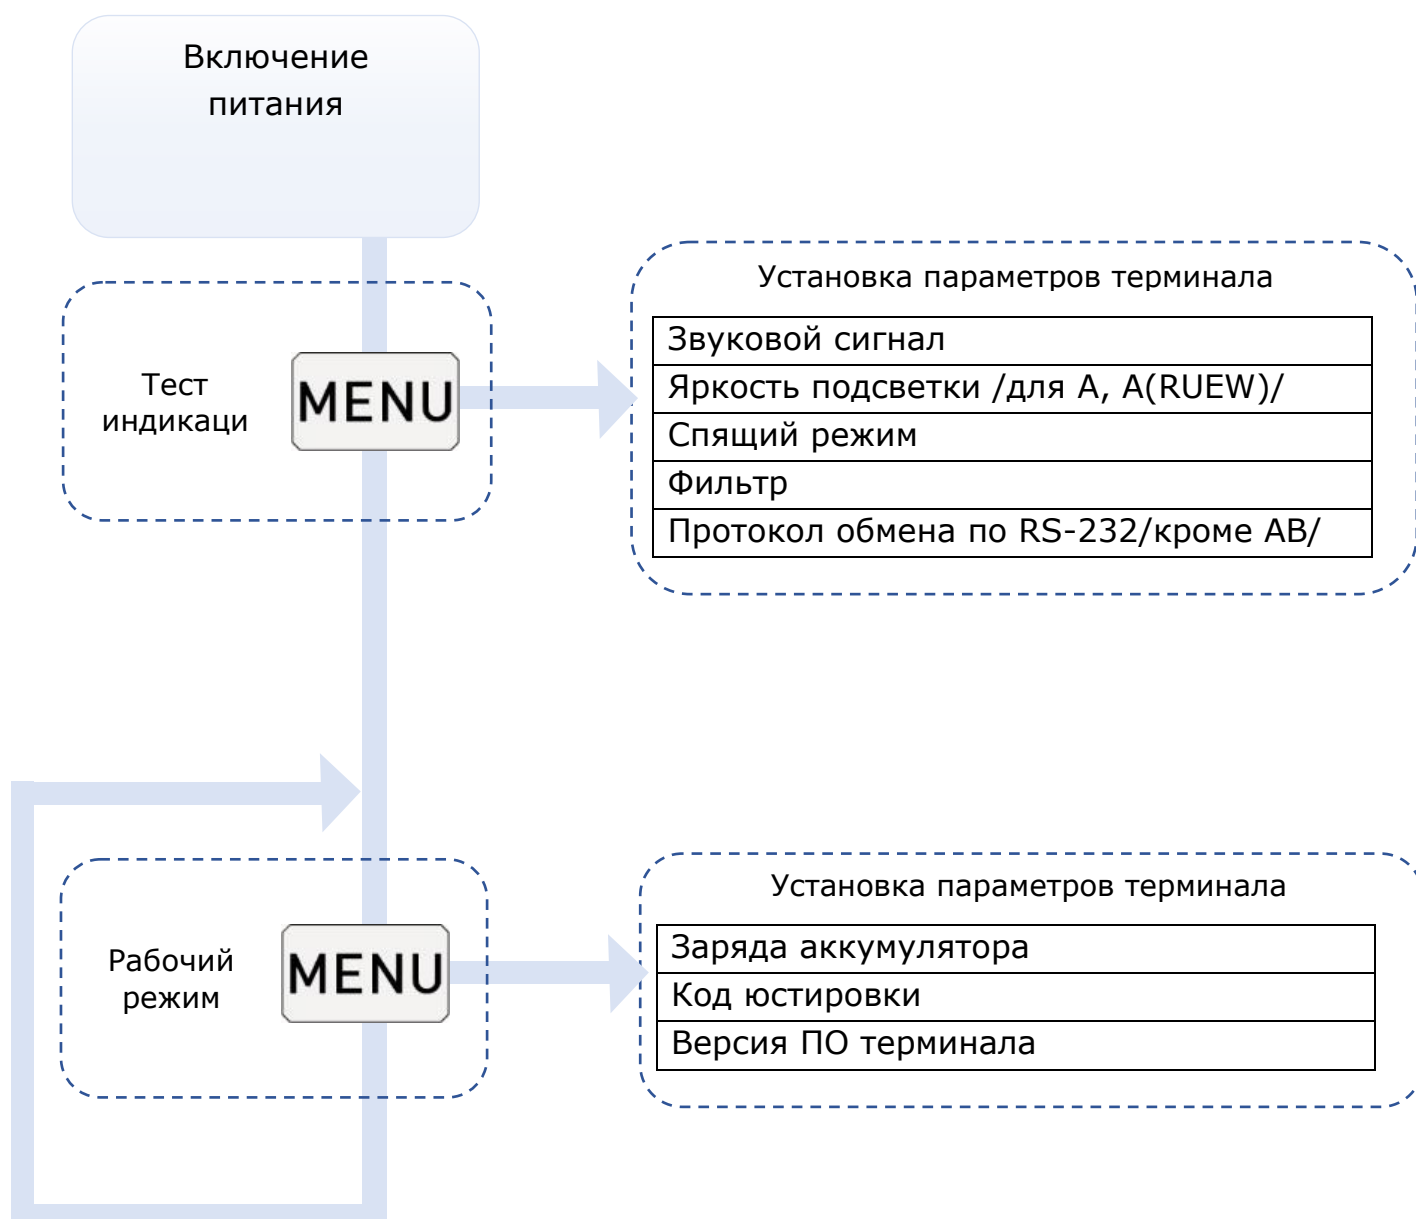 Включение
питания
Установка параметров терминала
Звуковой сигнал
Яркость подсветки /для А, А(RUEW)/
Спящий режим
Фильтр
Протокол обмена по RS-232/кроме АВ/
Тест
индикаци
MENU
Установка параметров терминала
Заряда аккумулятора
Код юстировки
Версия ПО терминала
Рабочий
режим
MENU